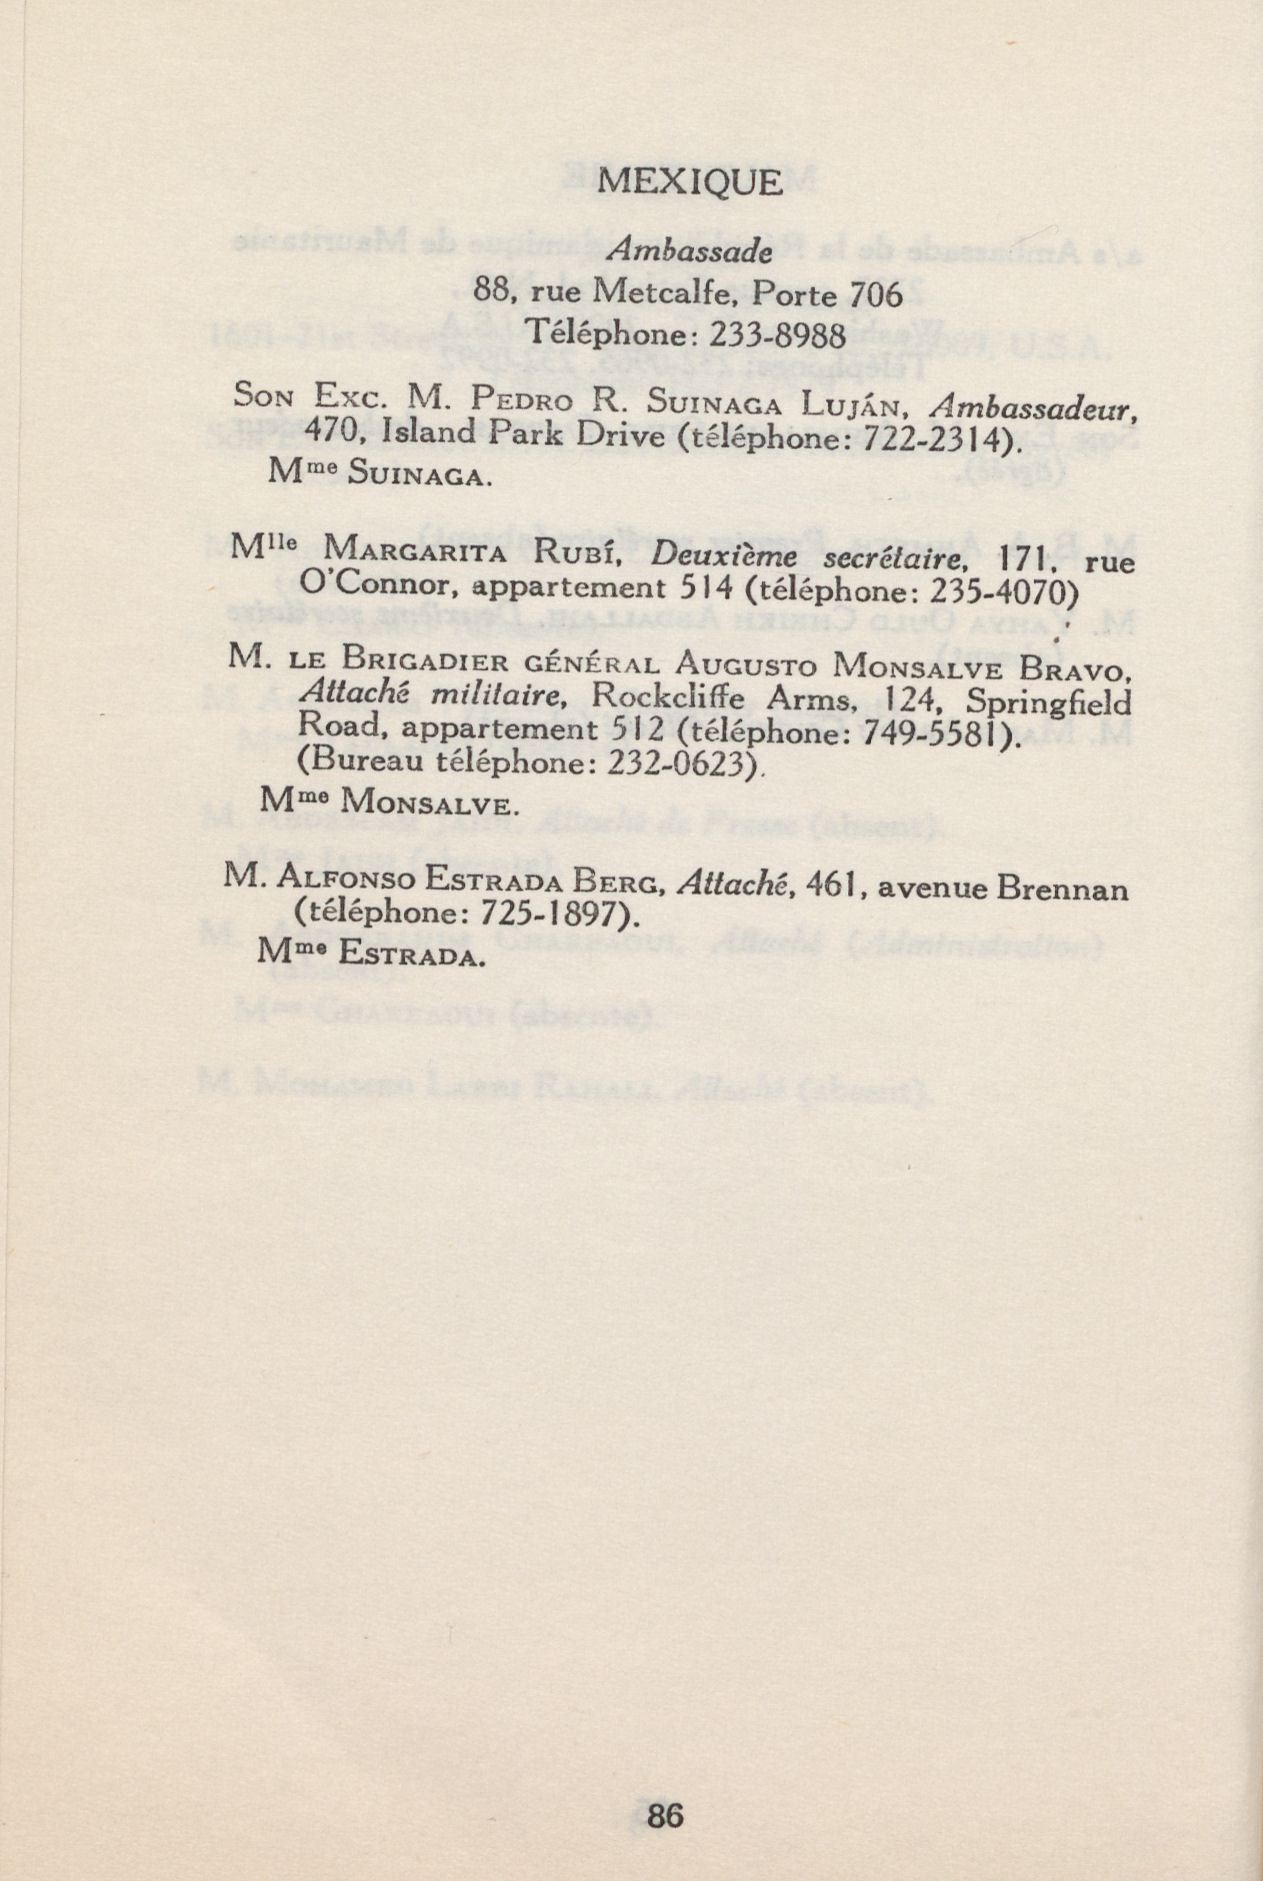 MEXIQUE
Ambassade
88, rue Metcalfe, Porte 706
Téléphone: 233-8988
SON EXC. M. PEDRO R. SUINAGA LUJÁN, Ambassadeur,
470, Island Park Drive (téléphone: 722-2314).
Mme SUINAGA.
Mlle MARGARITA RUBÍ, Deuxième secrétaire, 171, rue
O'Connor, appartement 514 (téléphone: 235-4070)
M. LE BRIGADIER GÉNÉRAL AUGUSTO MONSALVE BRAVO,
Attaché militaire, Rockcliffe Arms, 124, Springfield
Road, appartement 512 (téléphone: 749-5581).
(Bureau téléphone: 232-0623).
Mme MONSALVE.
M. ALFONSO ESTRADA BERG, Attaché, 461, avenue Brennan
(téléphone: 725-1897).
Mme ESTRADA.
86